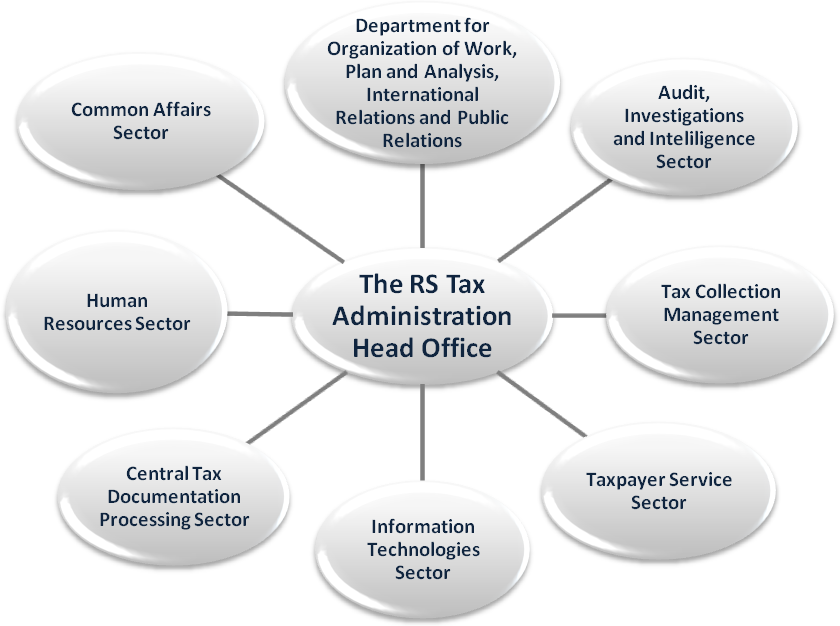 Department for
Organization of Work,
Plan and Analysis,
International
Relations and Public
Relations
Common Affairs
Sector
Audit,
Investigations
and Inteliligence
Sector
The RS Tax
Administration
Head Office
Human
Resources Sector
Tax Collection
Management
Sector
Central Tax
Documentation
Processing Sector
Taxpayer Service
Sector
Information
Technologies
Sector